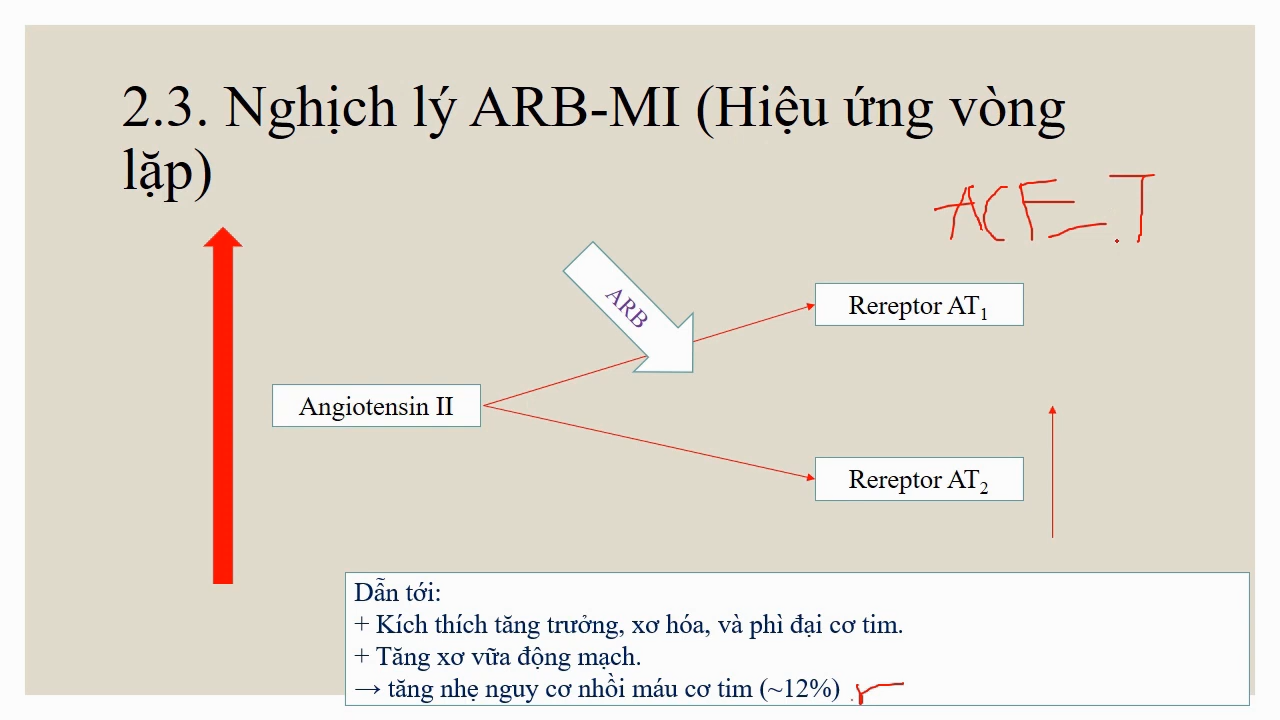 2.3. Nghịch lý ARB-MI (Hiệu ứng vòng
lặp)
ARB
Rereptor AT₁
Angiotensin II
Rereptor AT₂
Dẫn tới:
+ Kích thích tăng trưởng, xơ hóa, và phì đại cơ tim.
+ Tăng xơ vữa động mạch.
→ tăng nhẹ nguy cơ nhồi máu cơ tim (~12%)